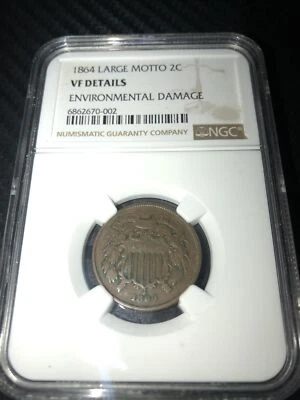 1864 LARGE MOTTO 2C
VF DETAILS
ENVIRONMENTAL DAMAGE
6862670-002
NUMISMATIC GUARANTY COMPANY
NGC